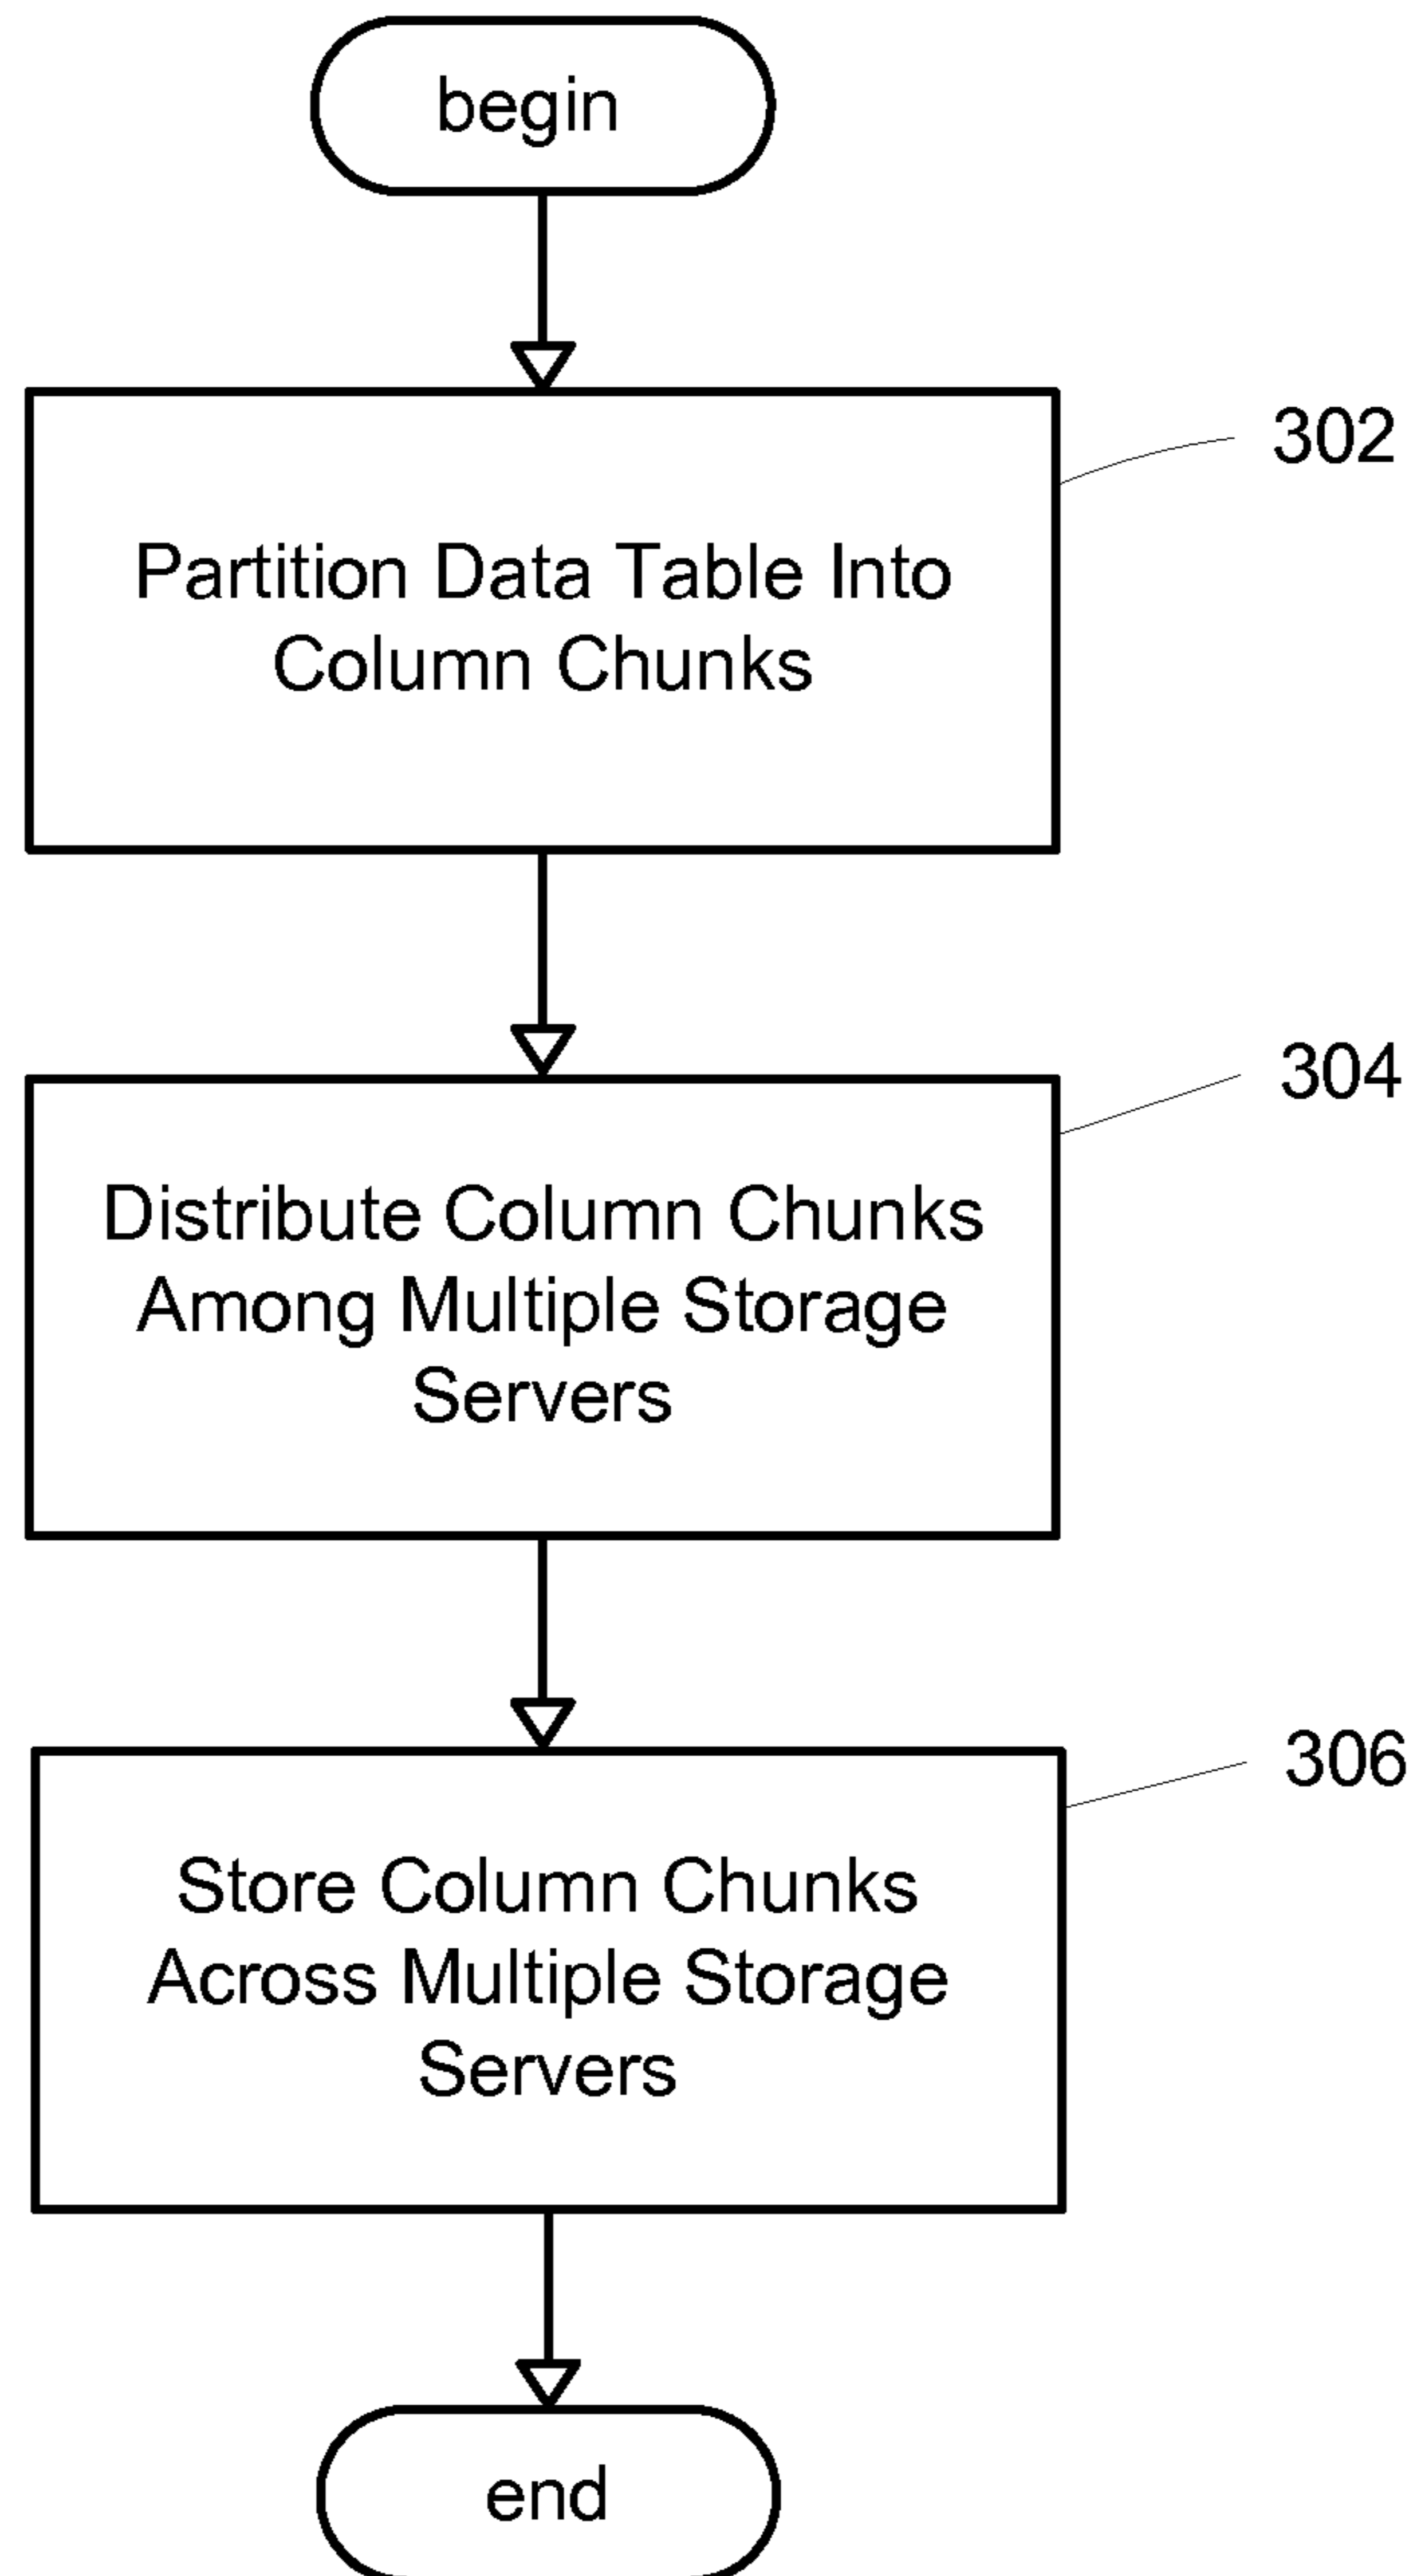 begin
302
Partition Data Table Into
Column Chunks
304
Distribute Column Chunks
Among Multiple Storage
Servers
306
Store Column Chunks
Across Multiple Storage
Servers
end